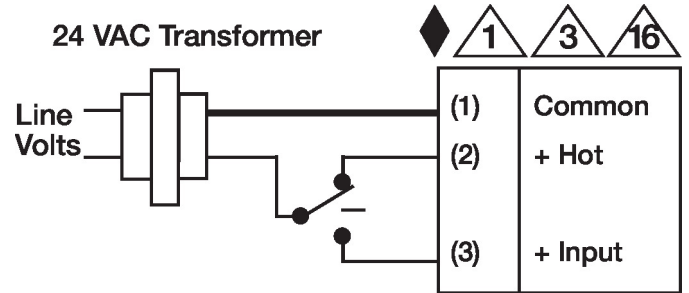 24 VAC Transformer
1 3 16
Line
Volts
(1) Common
(2) + Hot
(3) + Input